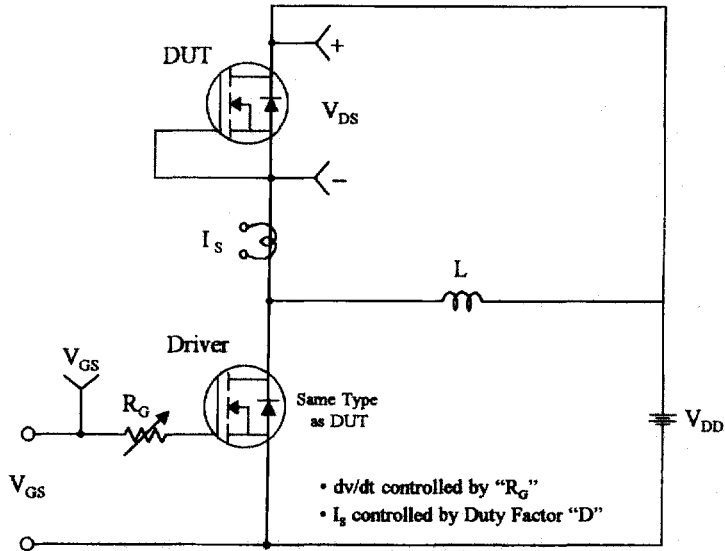 +
DUT
V_DS
−
I_S
L
Driver
V_GS
R_G
Same Type
as DUT
V_DD
V_GS
• dv/dt controlled by “R_G”
• I_S controlled by Duty Factor “D”